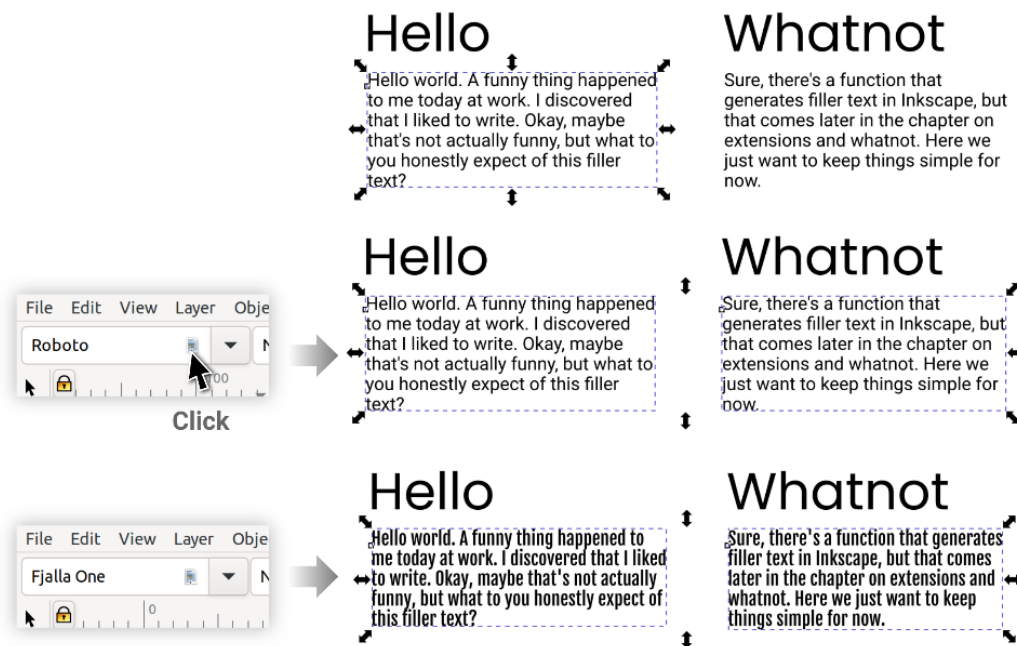 Hello
Hello world. A funny thing happened
to me today at work. I discovered
that I liked to write. Okay, maybe
that's not actually funny, but what to
you honestly expect of this filler
text?
Whatnot
Sure, there's a function that
generates filler text in Inkscape, but
that comes later in the chapter on
extensions and whatnot. Here we
just want to keep things simple for
now.
File Edit View Layer Obje
Roboto
N
00
Click
Hello
Hello world. A funny thing happened
to me today at work. I discovered
that I liked to write. Okay, maybe
that's not actually funny, but what to
you honestly expect of this filler
text?
Whatnot
Sure, there's a function that
generates filler text in Inkscape, but
that comes later in the chapter on
extensions and whatnot. Here we
just want to keep things simple for
now.
File Edit View Layer Obje
Fjalla One
N
0
Hello
Hello world. A funny thing happened to
me today at work. I discovered that I liked
to write. Okay, maybe that's not actually
funny, but what to you honestly expect of
this filler text?
Whatnot
Sure, there's a function that generates
filler text in Inkscape, but that comes
later in the chapter on extensions and
whatnot. Here we just want to keep
things simple for now.